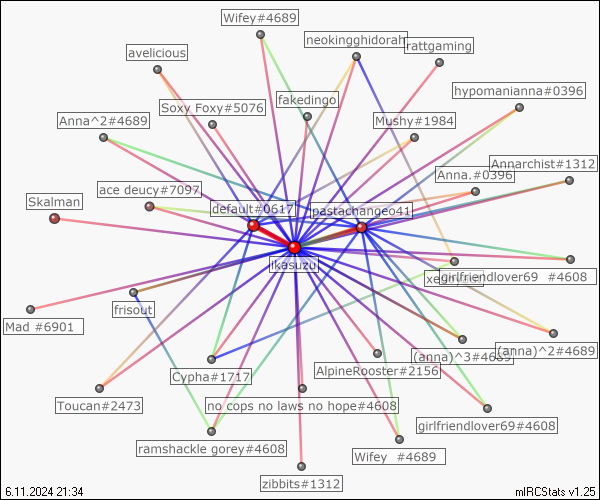 Wifey#4689
neokingghidorah
rattgaming
avelicious
hypomanianna#0396
fakedingo
Soxy Foxy#5076
Anna^2#4689
Mushy#1984
Annarchist#1312
Anna.#0396
ace deucy#7097
Skalman
default#0617
pastachangeo41
ikasuzu
girlfriendlover69 #4608
frisout
Mad #6901
(anna)^2#4689
(anna)^3#4689
AlpineRooster#2156
Cypha#1717
Toucan#2473
no cops no laws no hope#4608
girlfriendlover69#4608
ramshackle gorey#4608
Wifey #4689
zibbits#1312
6.11.2024 21:34
mIRCStats v1.25